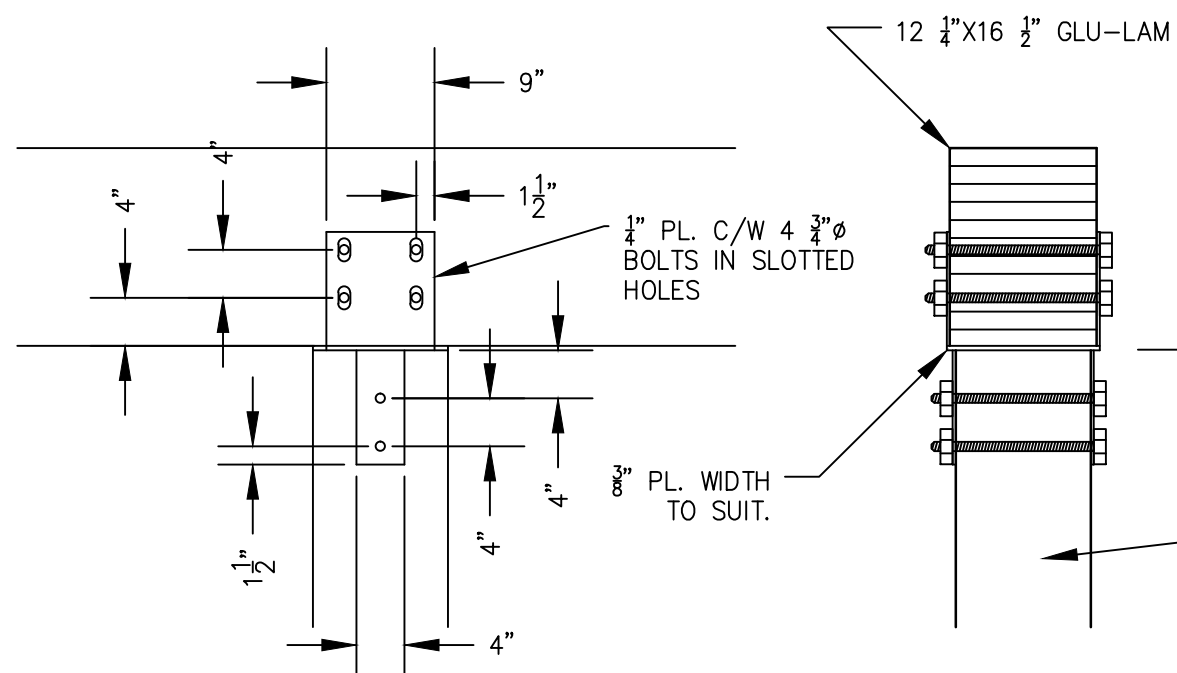 12 1/4"X16 1/2" GLU-LAM
9"
4"
4"
1 1/2"
1/4" PL. C/W 4 3/4"ø
BOLTS IN SLOTTED
HOLES
3/8" PL. WIDTH
TO SUIT.
4"
4"
1 1/2"
4"